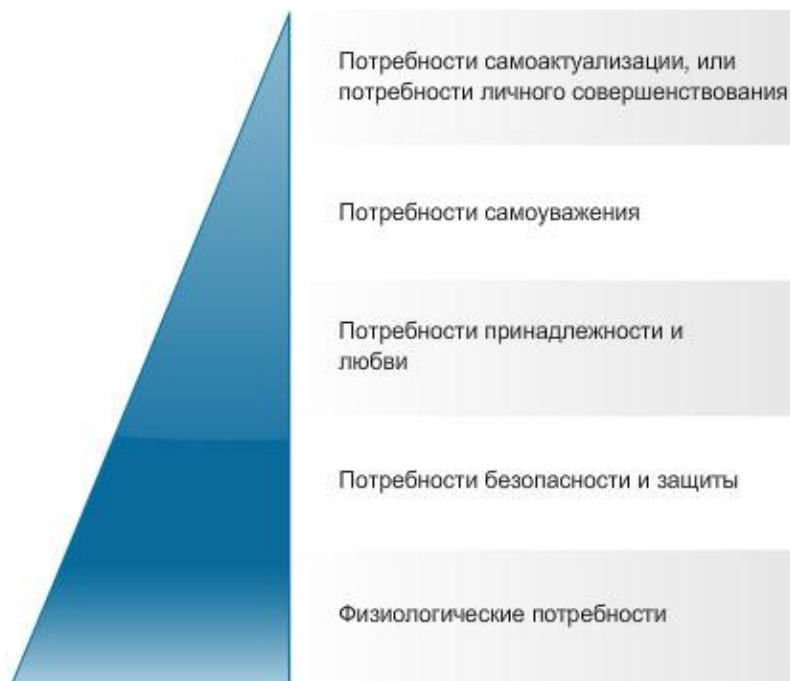 Потребности самоактуализации, или
потребности личного совершенствования
Потребности самоуважения
Потребности принадлежности и
любви
Потребности безопасности и защиты
Физиологические потребности